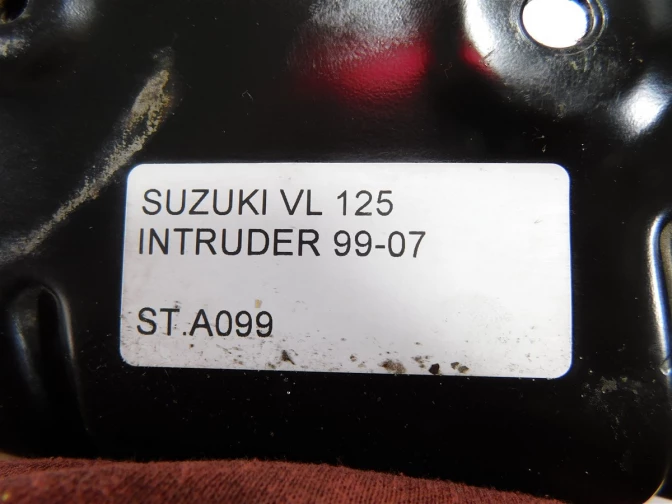 SUZUKI VL 125
INTRUDER 99-07
ST.A099